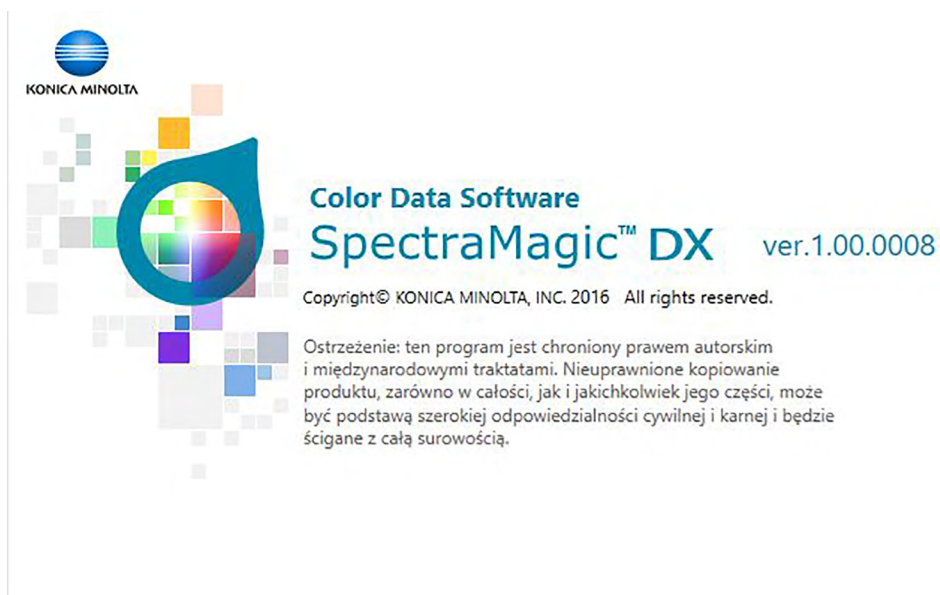 KONICA MINOLTA
Color Data Software
SpectraMagic™ DX ver.1.00.0008
Copyright© KONICA MINOLTA, INC. 2016 All rights reserved.
Ostrzeżenie: ten program jest chroniony prawem autorskim
i międzynarodowymi traktatami. Nieuprawnione kopiowanie
produktu, zarówno w całości, jak i jakichkolwiek jego części, może
być podstawą szerokiej odpowiedzialności cywilnej i karnej i będzie
ścigane z całą surowością.